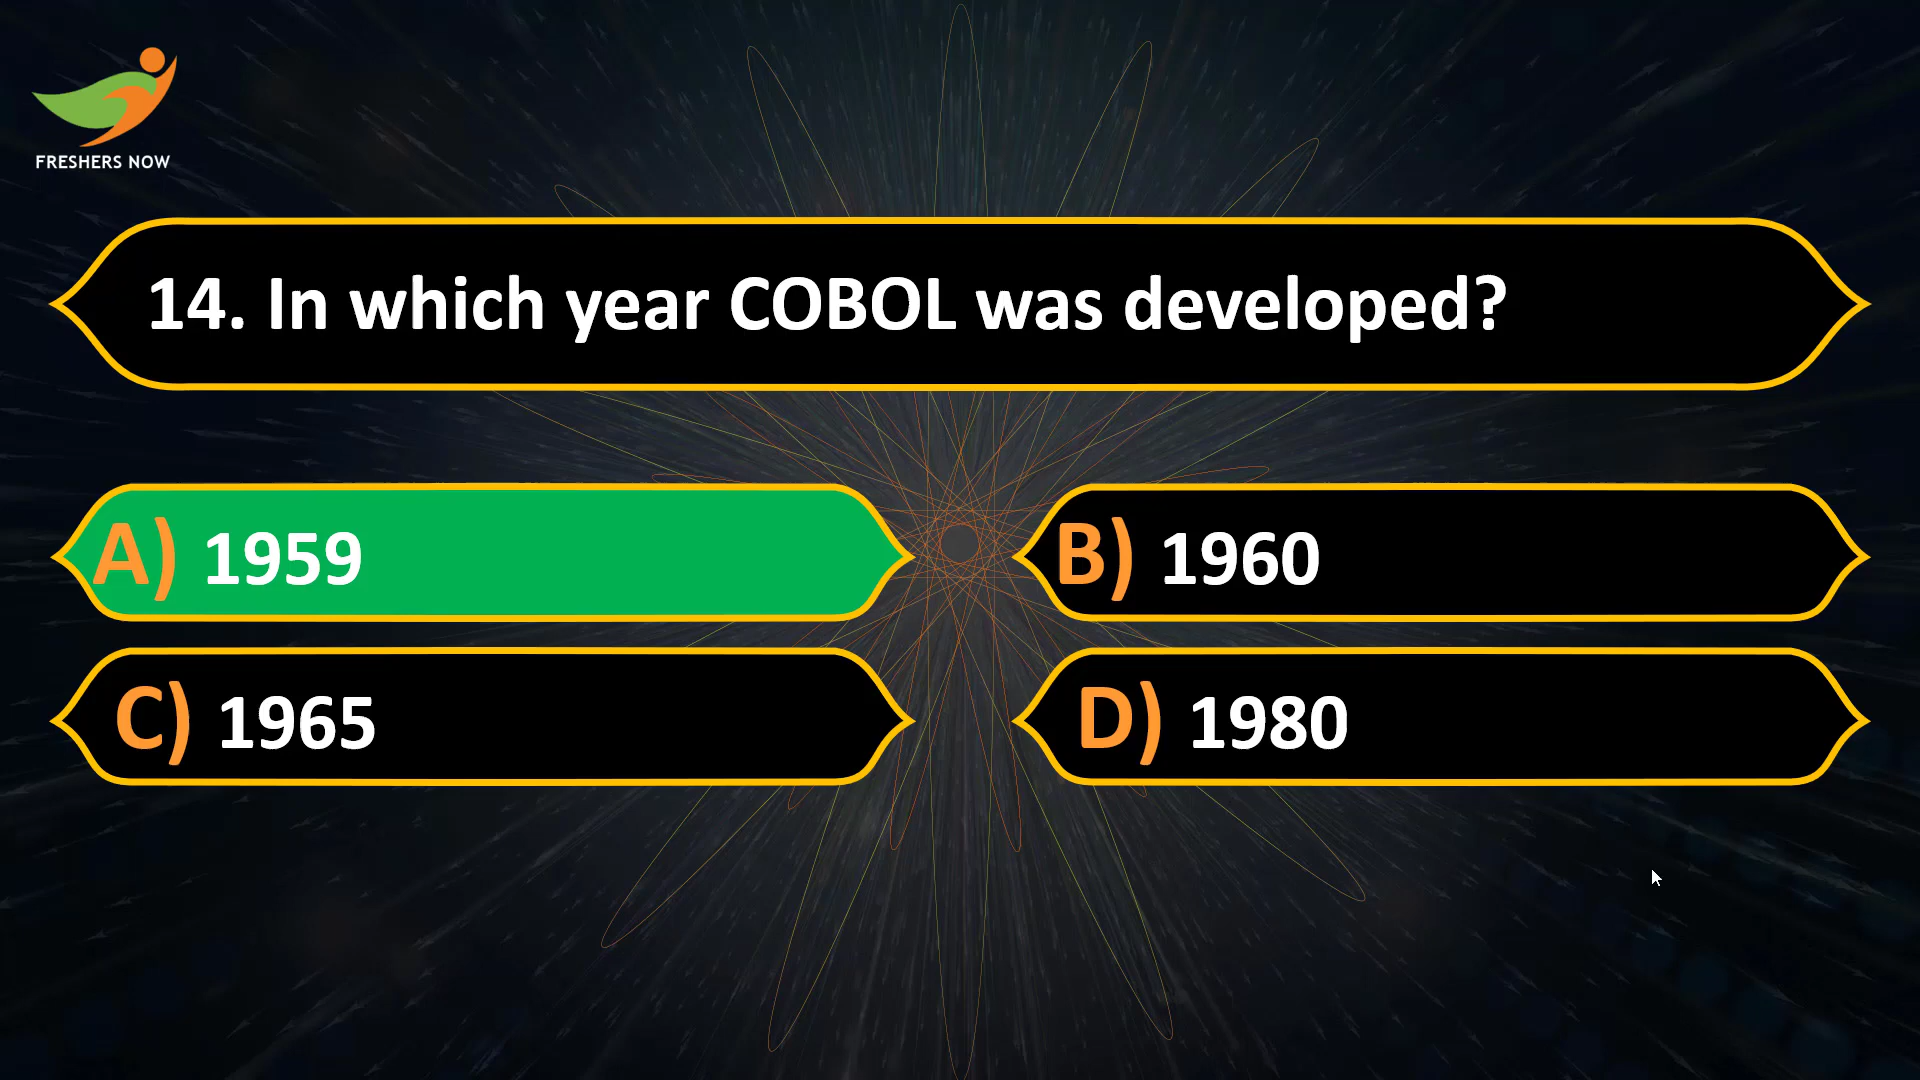 FRESHERS NOW
14. In which year COBOL was developed?
A) 1959
B) 1960
C) 1965
D) 1980